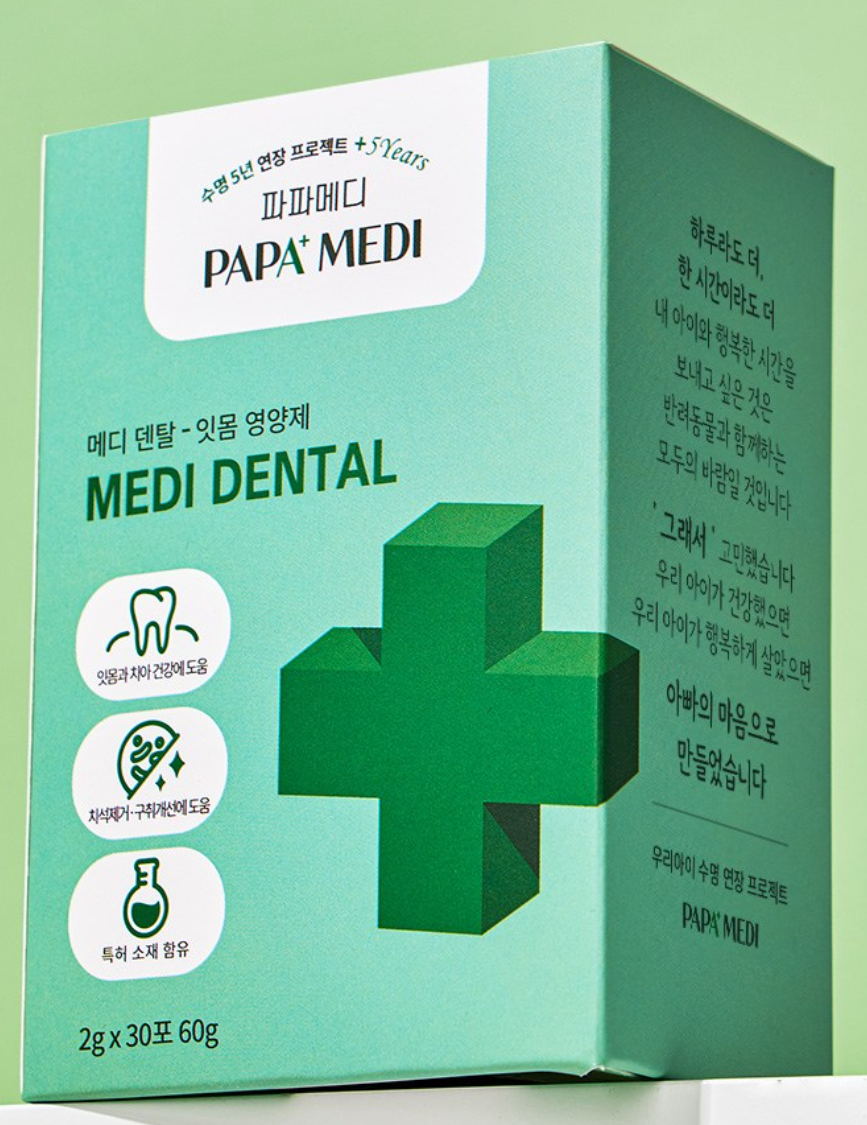 수명 5년 연장 프로젝트 +5Years
파파메디
PAPA+ MEDI
메디 덴탈 - 잇몸 영양제
MEDI DENTAL
잇몸과 치아 건강에 도움
치석제거·구취개선에 도움
특허 소재 함유
2g x 30포 60g
하루라도 더,
한 시간이라도 더
내 아이와 행복한 시간을
보내고 싶은 것은
반려동물과 함께하는
모두의 바람일 것입니다
' 그래서 ' 고민했습니다
우리 아이가 건강했으면
우리 아이가 행복하게 살았으면
아빠의 마음으로
만들었습니다
우리아이 수명 연장 프로젝트
PAPA+ MEDI